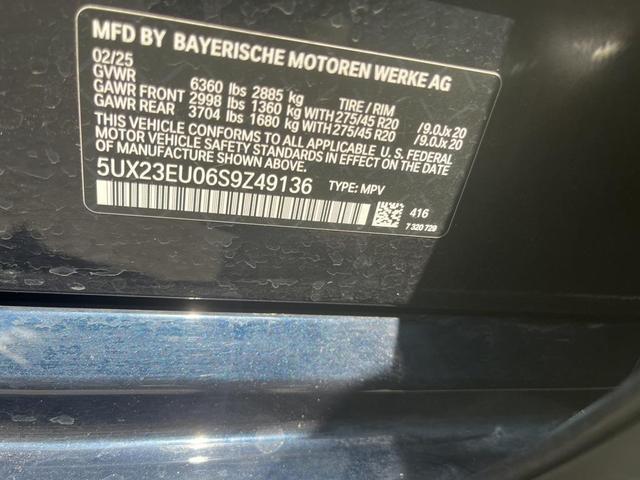 MFD BY BAYERISCHE MOTOREN WERKE AG
02/25
GVWR 6360 lbs 2885 kg TIRE / RIM
GAWR FRONT 2998 lbs 1360 kg WITH 275/45 R20 /9.0Jx20
GAWR REAR 3704 lbs 1680 kg WITH 275/45 R20 /9.0Jx20
THIS VEHICLE CONFORMS TO ALL APPLICABLE U.S. FEDERAL
MOTOR VEHICLE SAFETY STANDARDS IN EFFECT ON THE DATE
OF MANUFACTURE SHOWN ABOVE.
5UX23EU06S9Z49136 TYPE: MPV
416
7 320 729